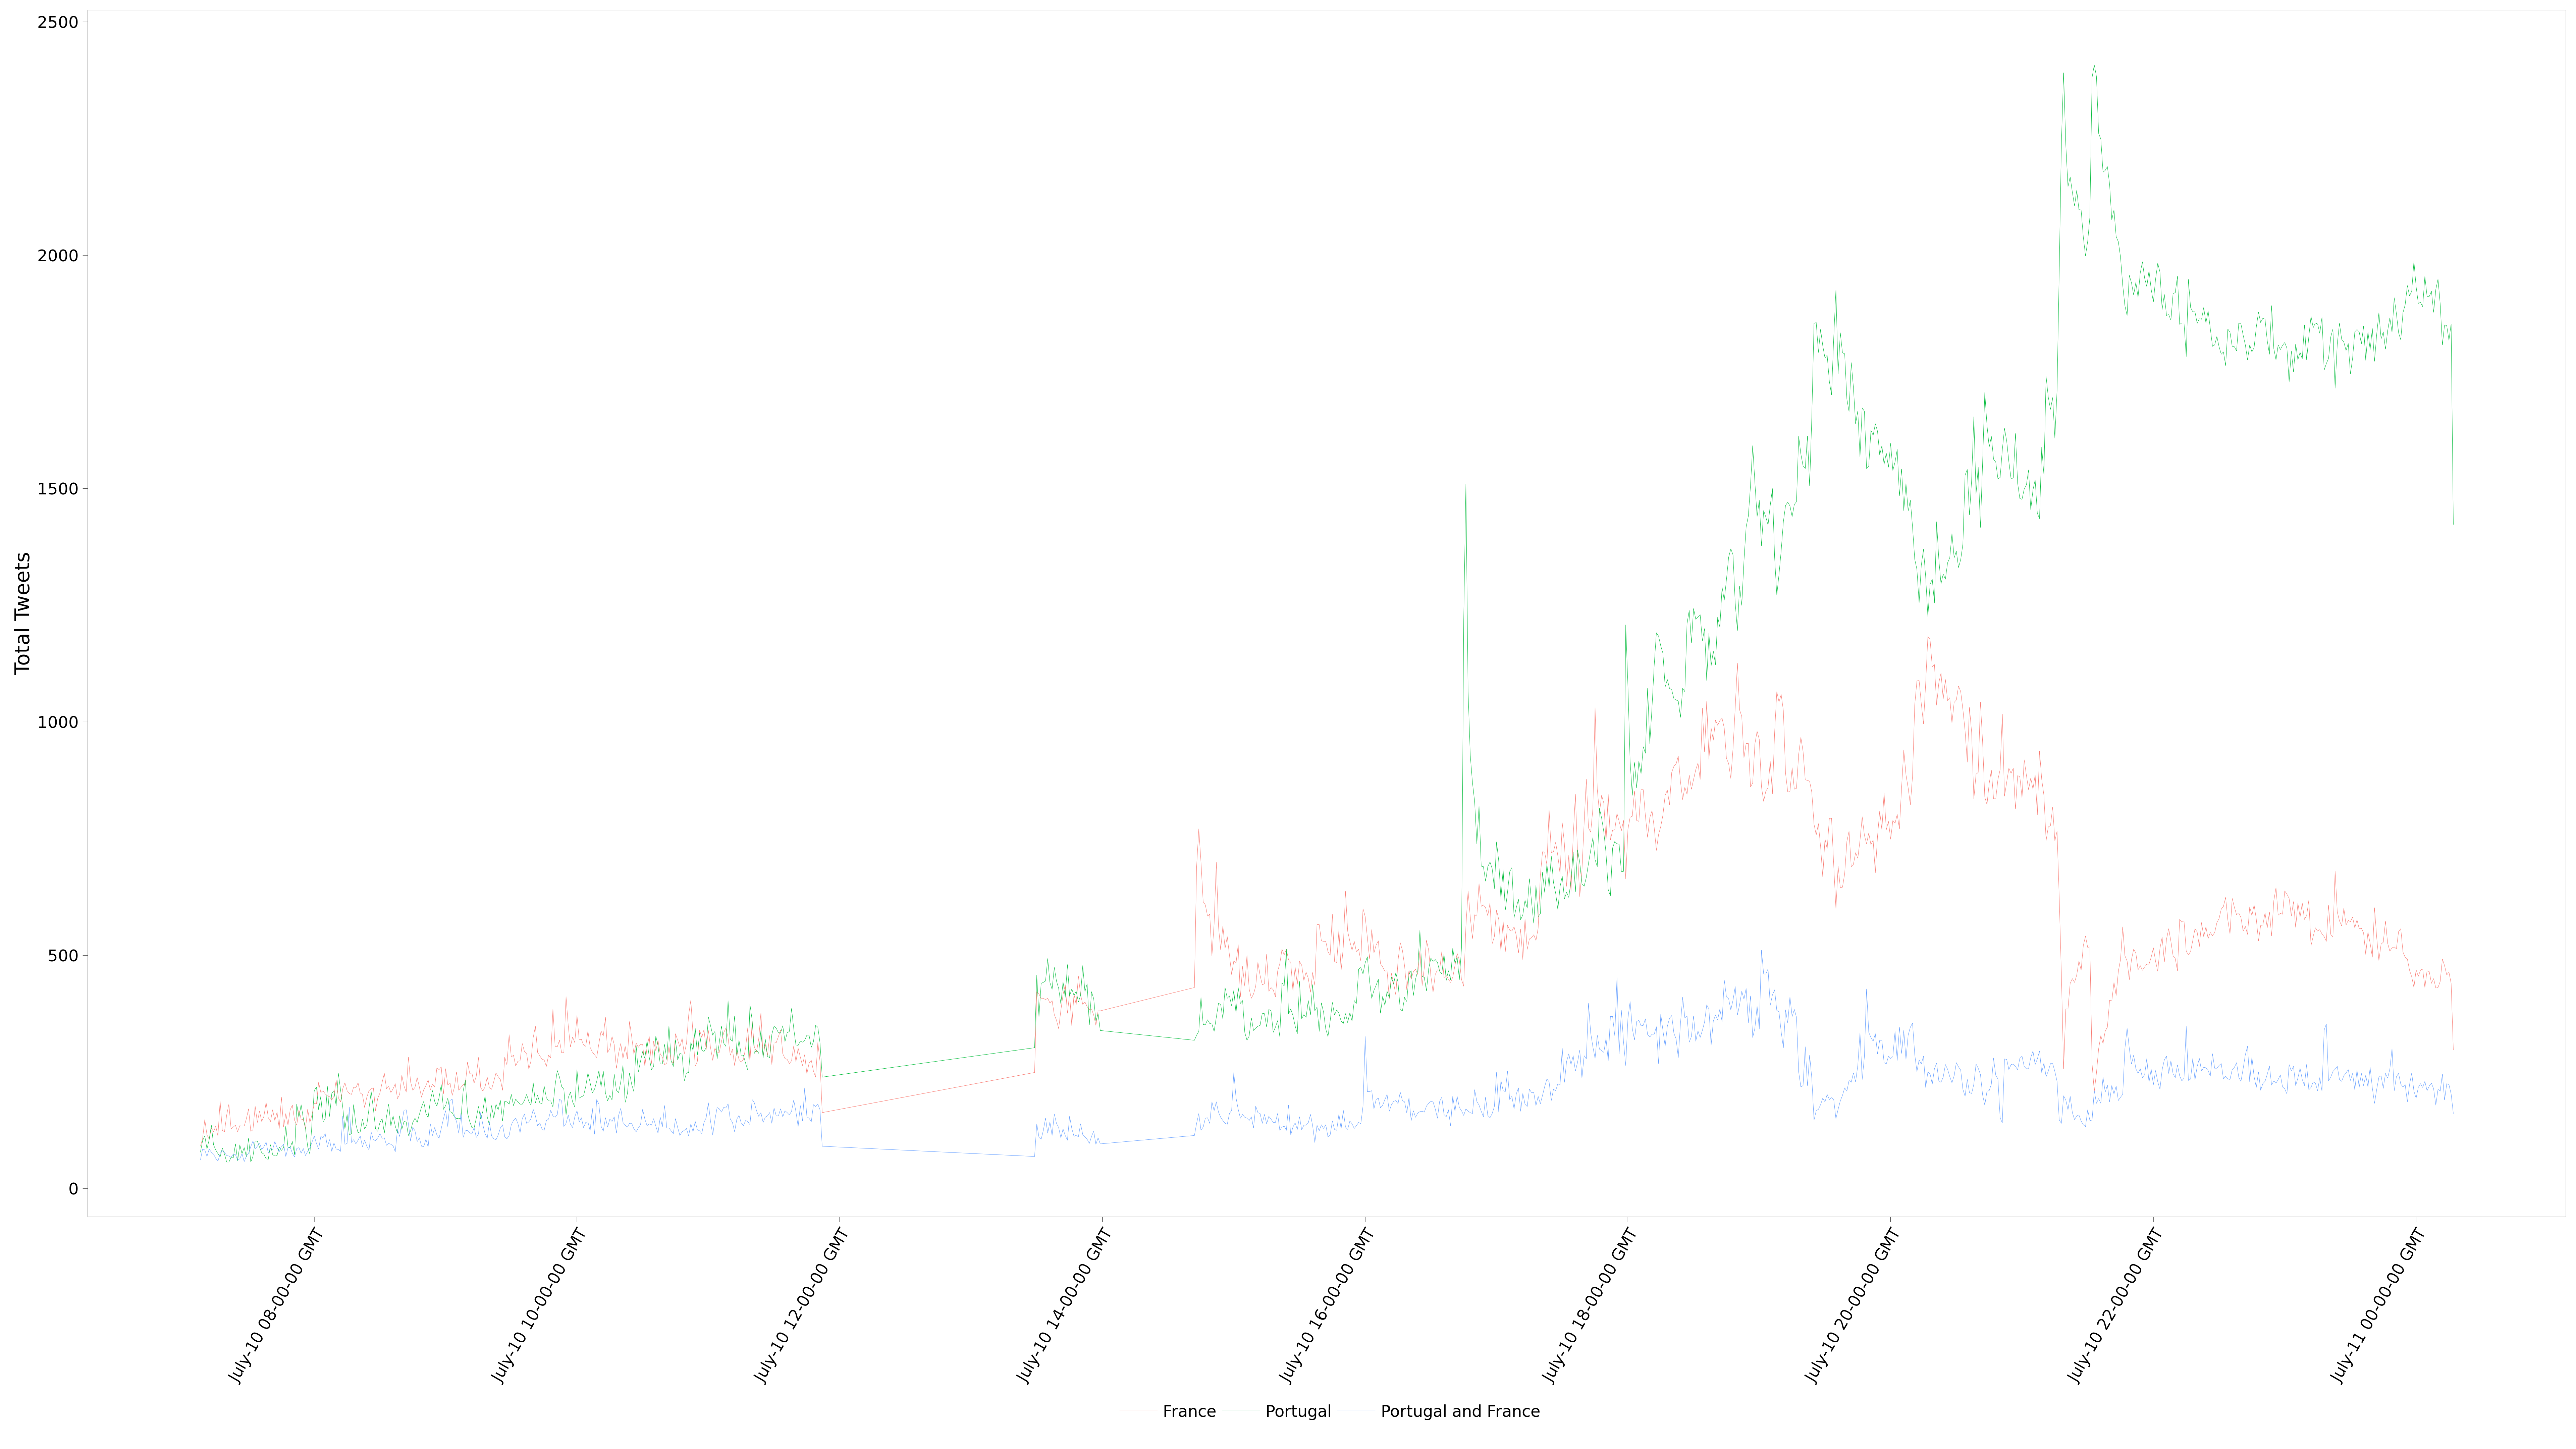 2500
2000
1500
1000
500
0
Total Tweets
July-10 08-00-00 GMT
July-10 10-00-00 GMT
July-10 12-00-00 GMT
July-10 14-00-00 GMT
July-10 16-00-00 GMT
July-10 18-00-00 GMT
July-10 20-00-00 GMT
July-10 22-00-00 GMT
July-11 00-00-00 GMT
France Portugal Portugal and France